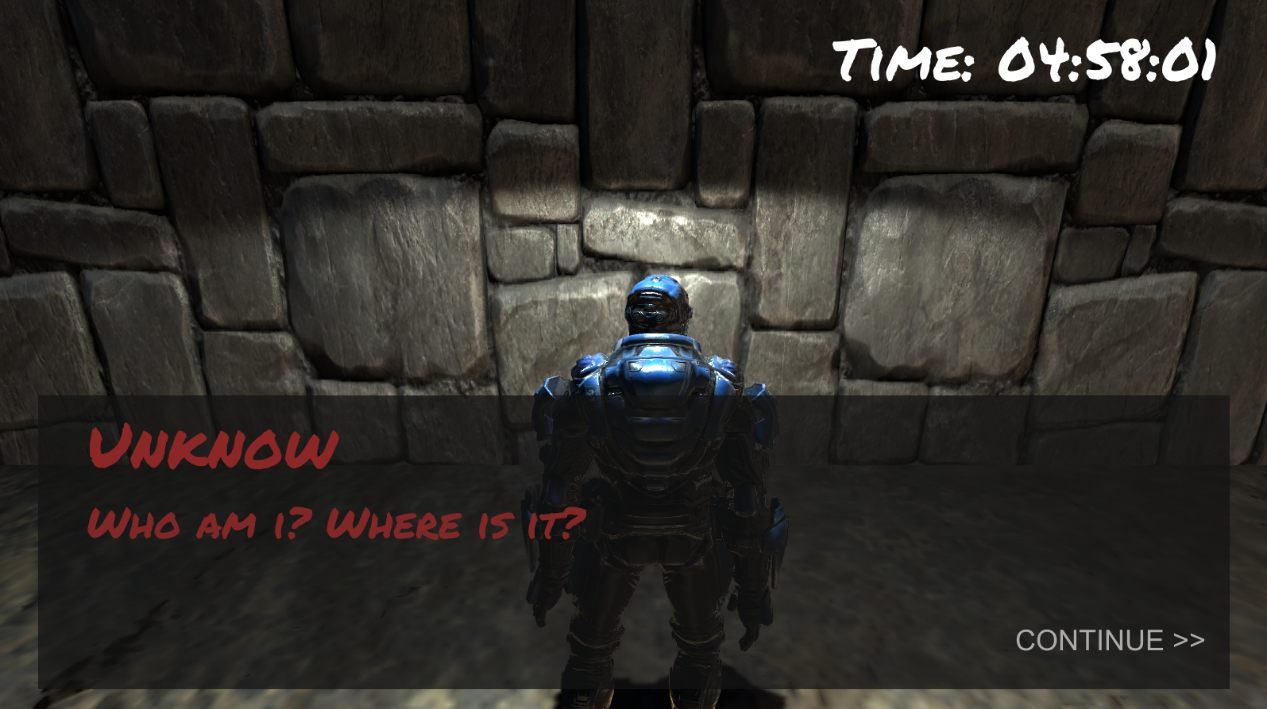 Time: 04:58:01
Unknow
Who am i? Where is it?
CONTINUE >>